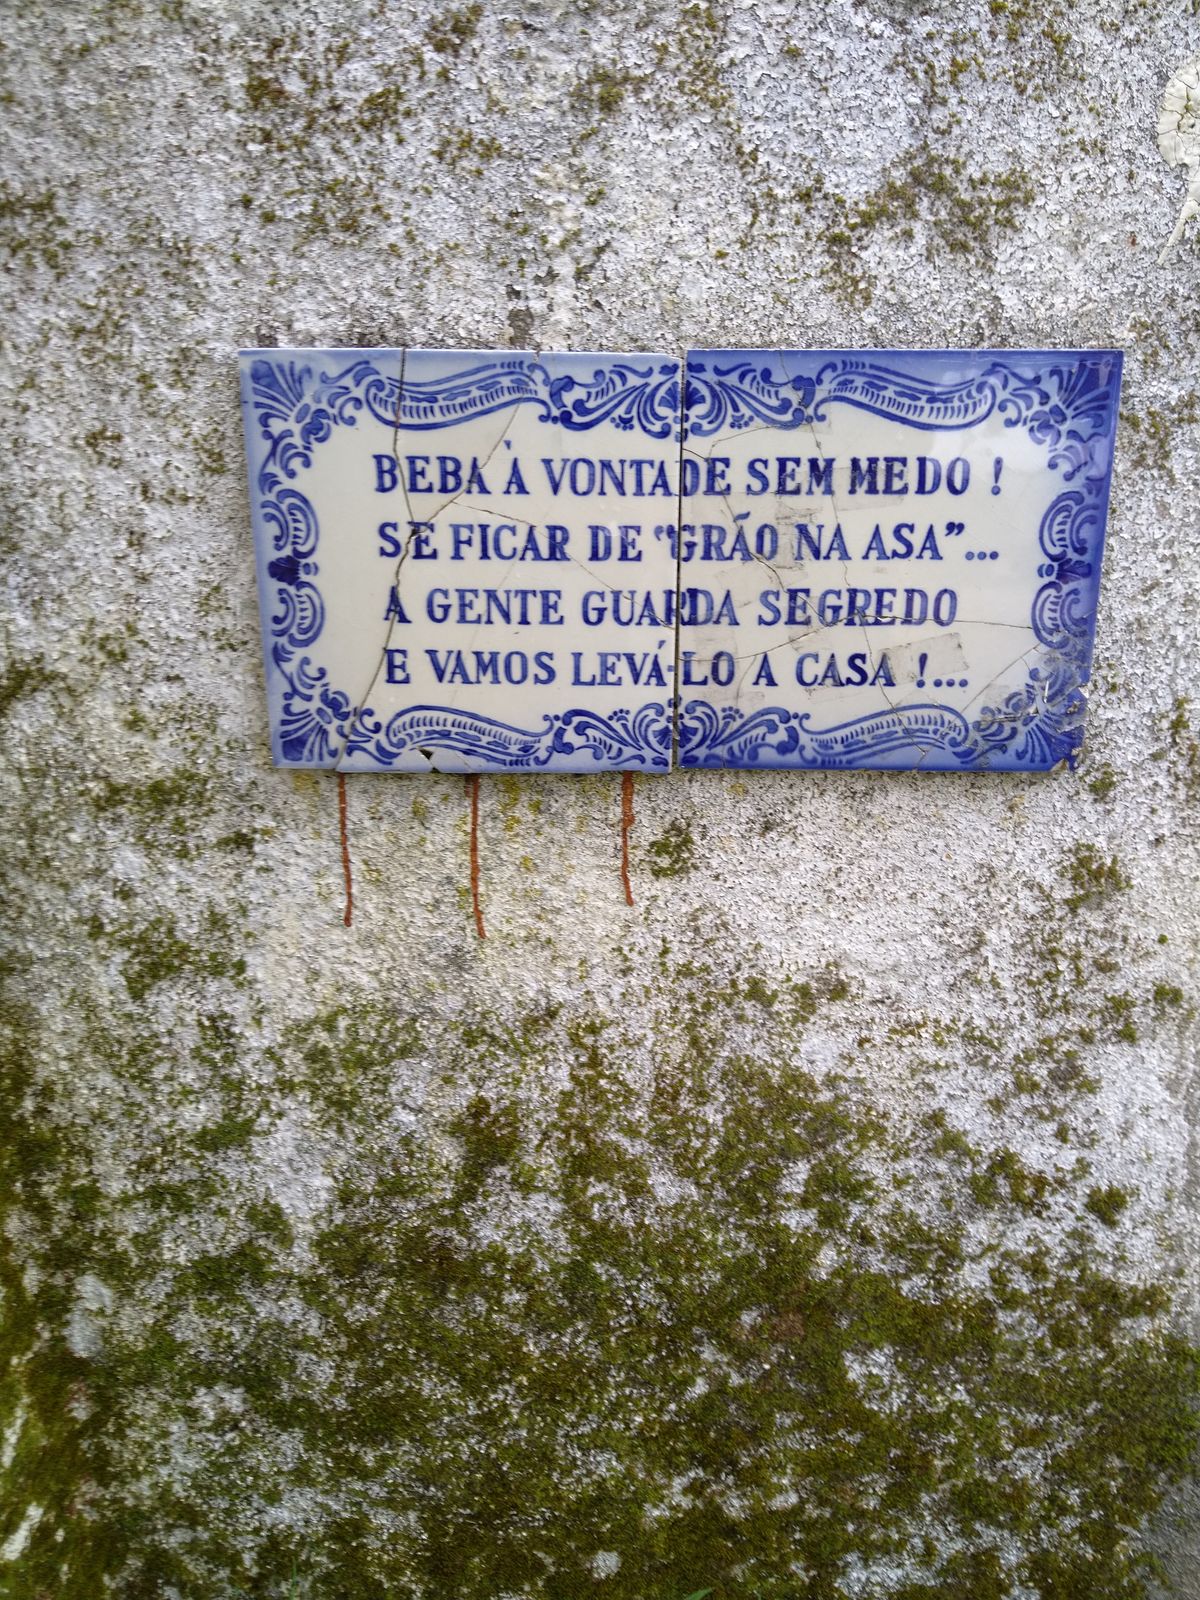 BEBA À VONTADE SEM MEDO !
SE FICAR DE "GRÃO NA ASA"...
A GENTE GUARDA SEGREDO
E VAMOS LEVÁ-LO A CASA !...